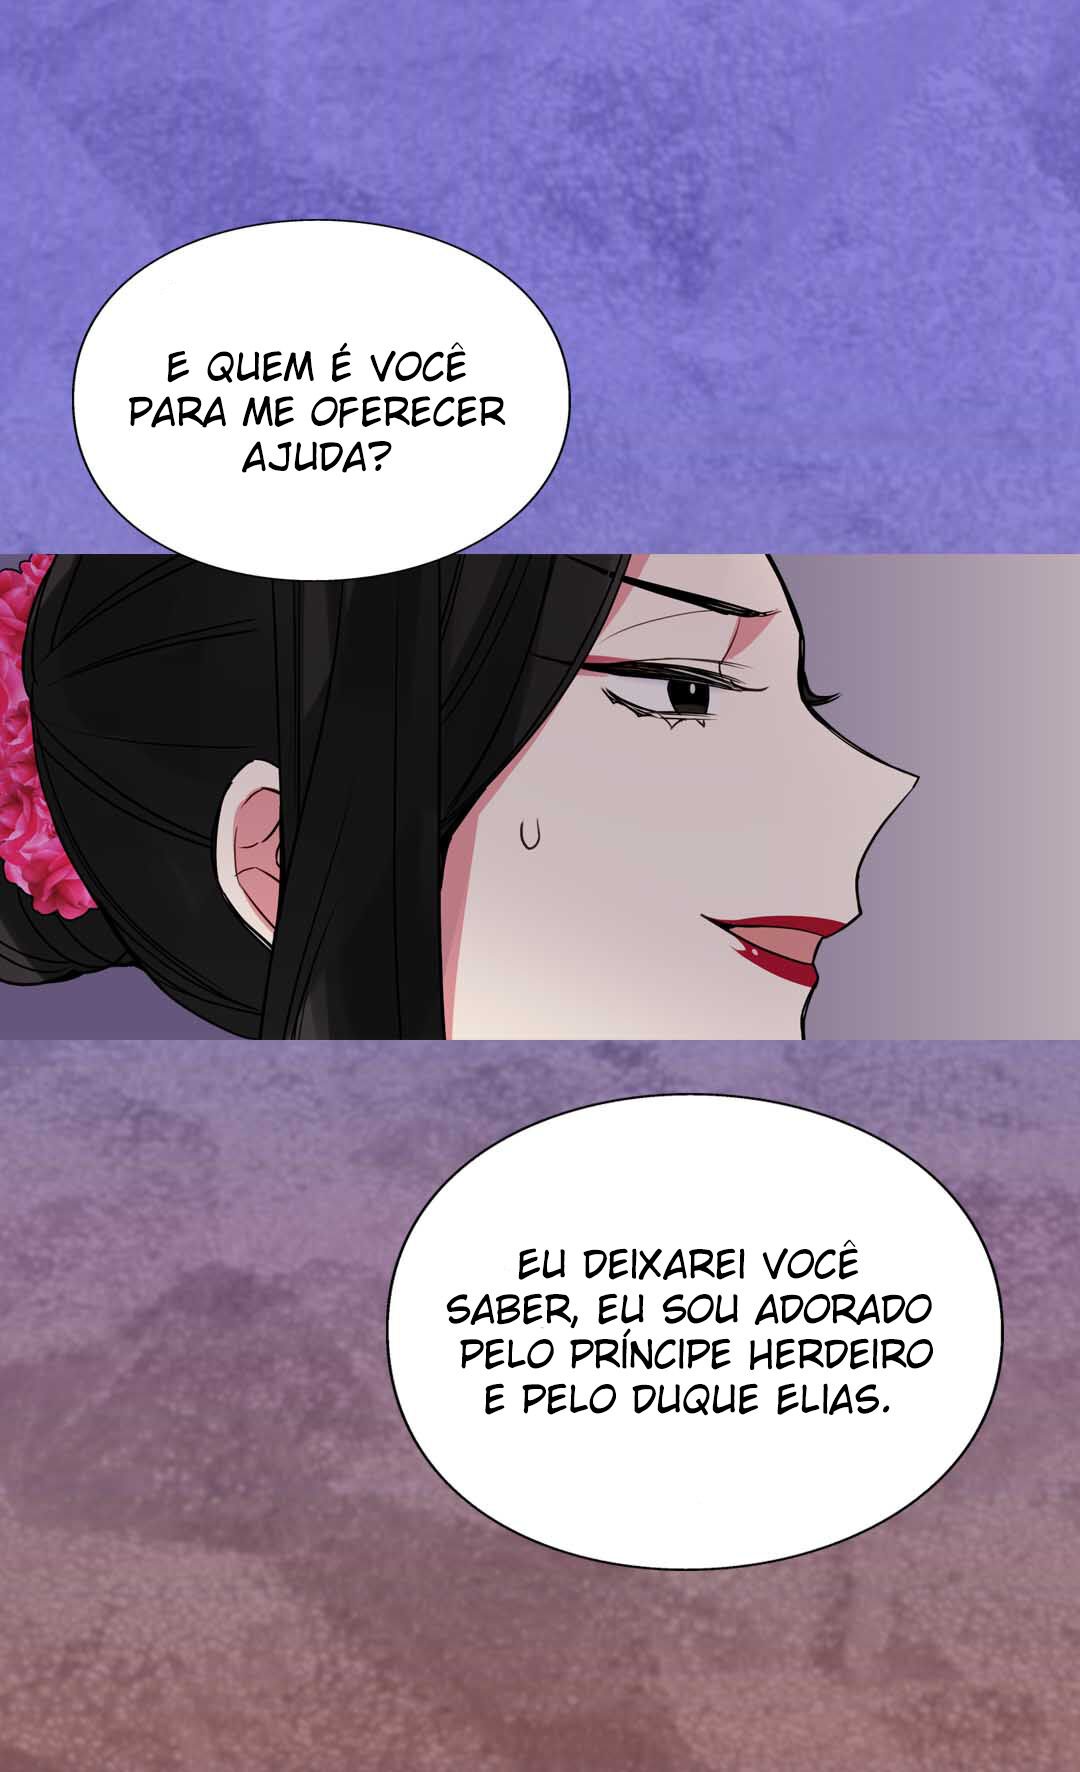 E QUEM É VOCÊ
PARA ME OFERECER
AJUDA?
EU DEIXAREI VOCÊ
SABER, EU SOU ADORADO
PELO PRÍNCIPE HERDEIRO
E PELO DUQUE ELIAS.